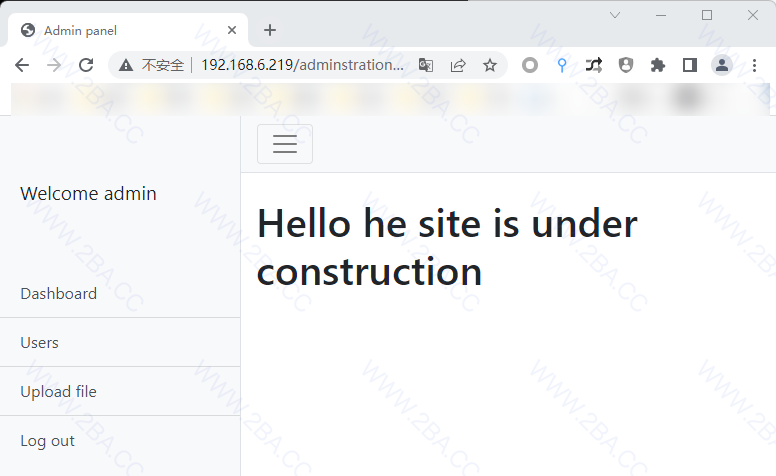 Admin panel
不安全 192.168.6.219/adminstration...
Welcome admin
Hello he site is under
construction
Dashboard
Users
Upload file
Log out
WWW.2BA.CC